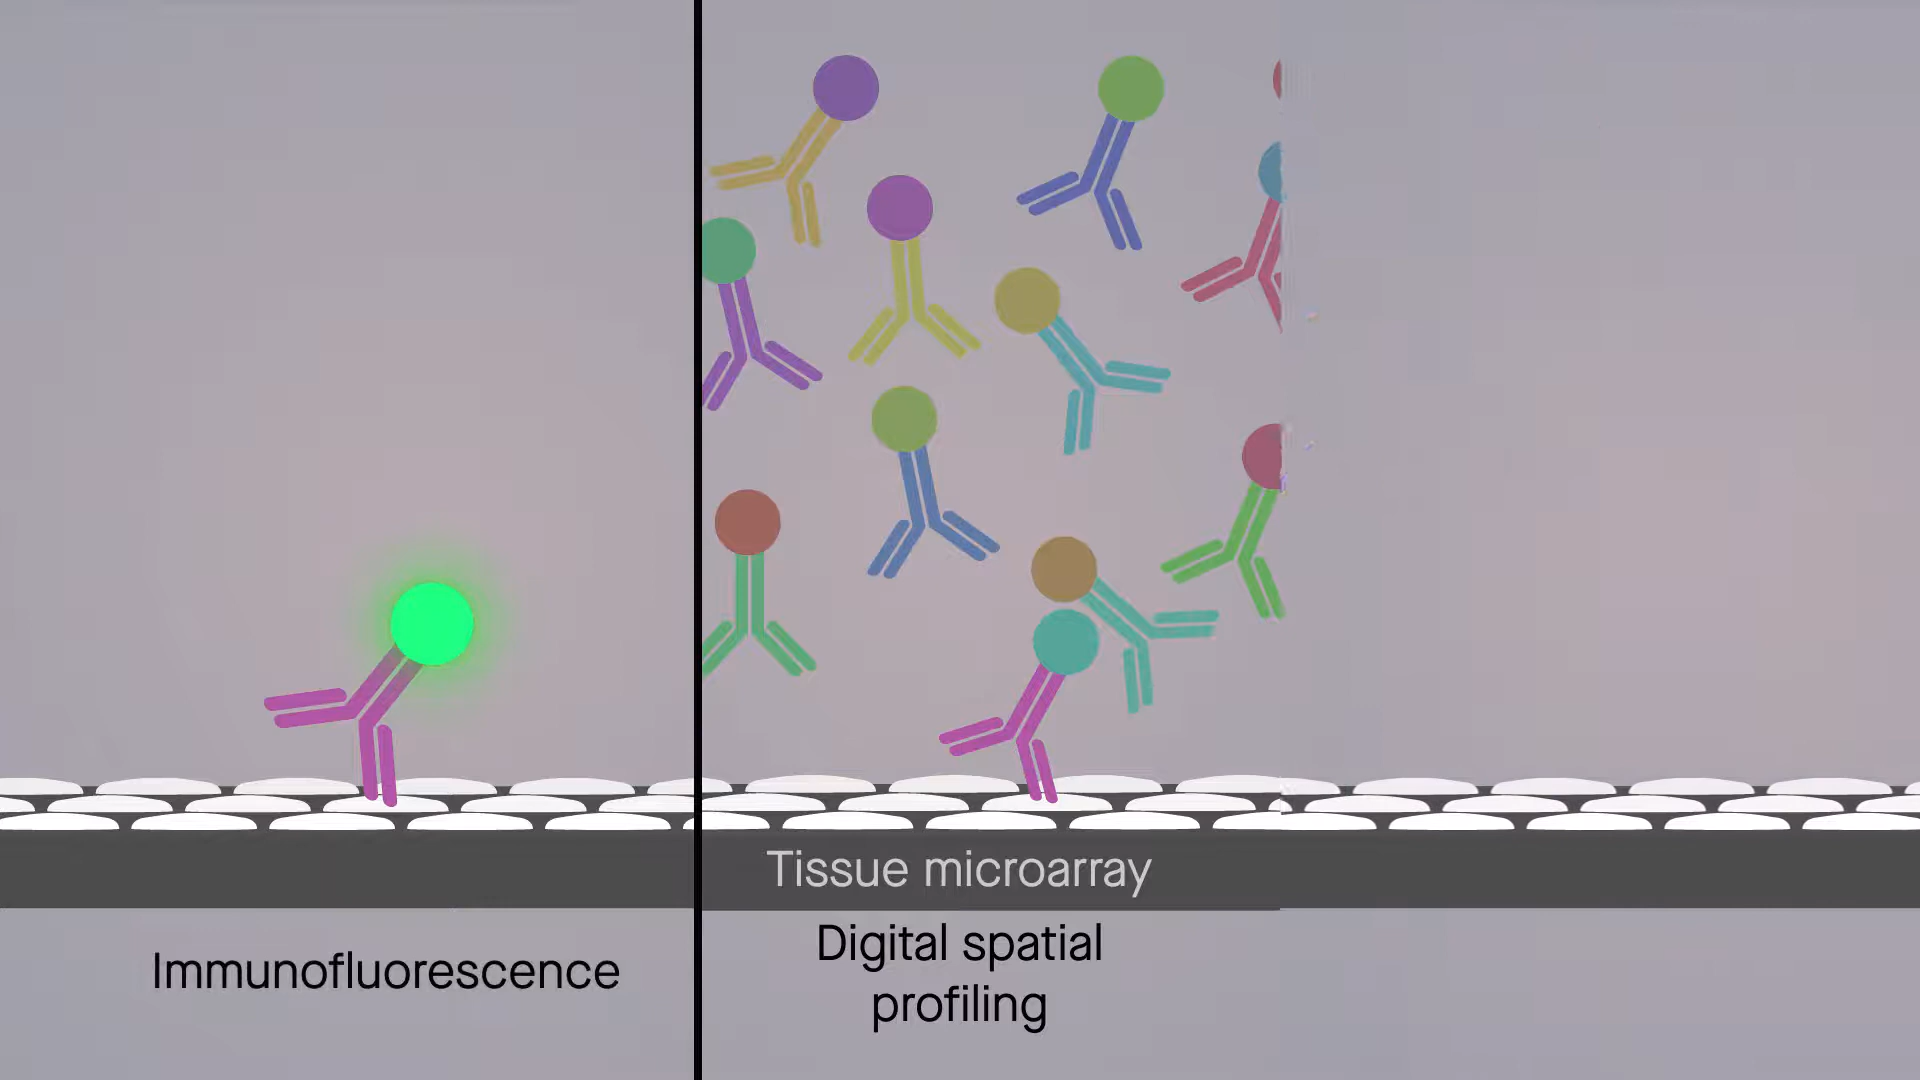 Tissue microarray
Immunofluorescence
Digital spatial
profiling